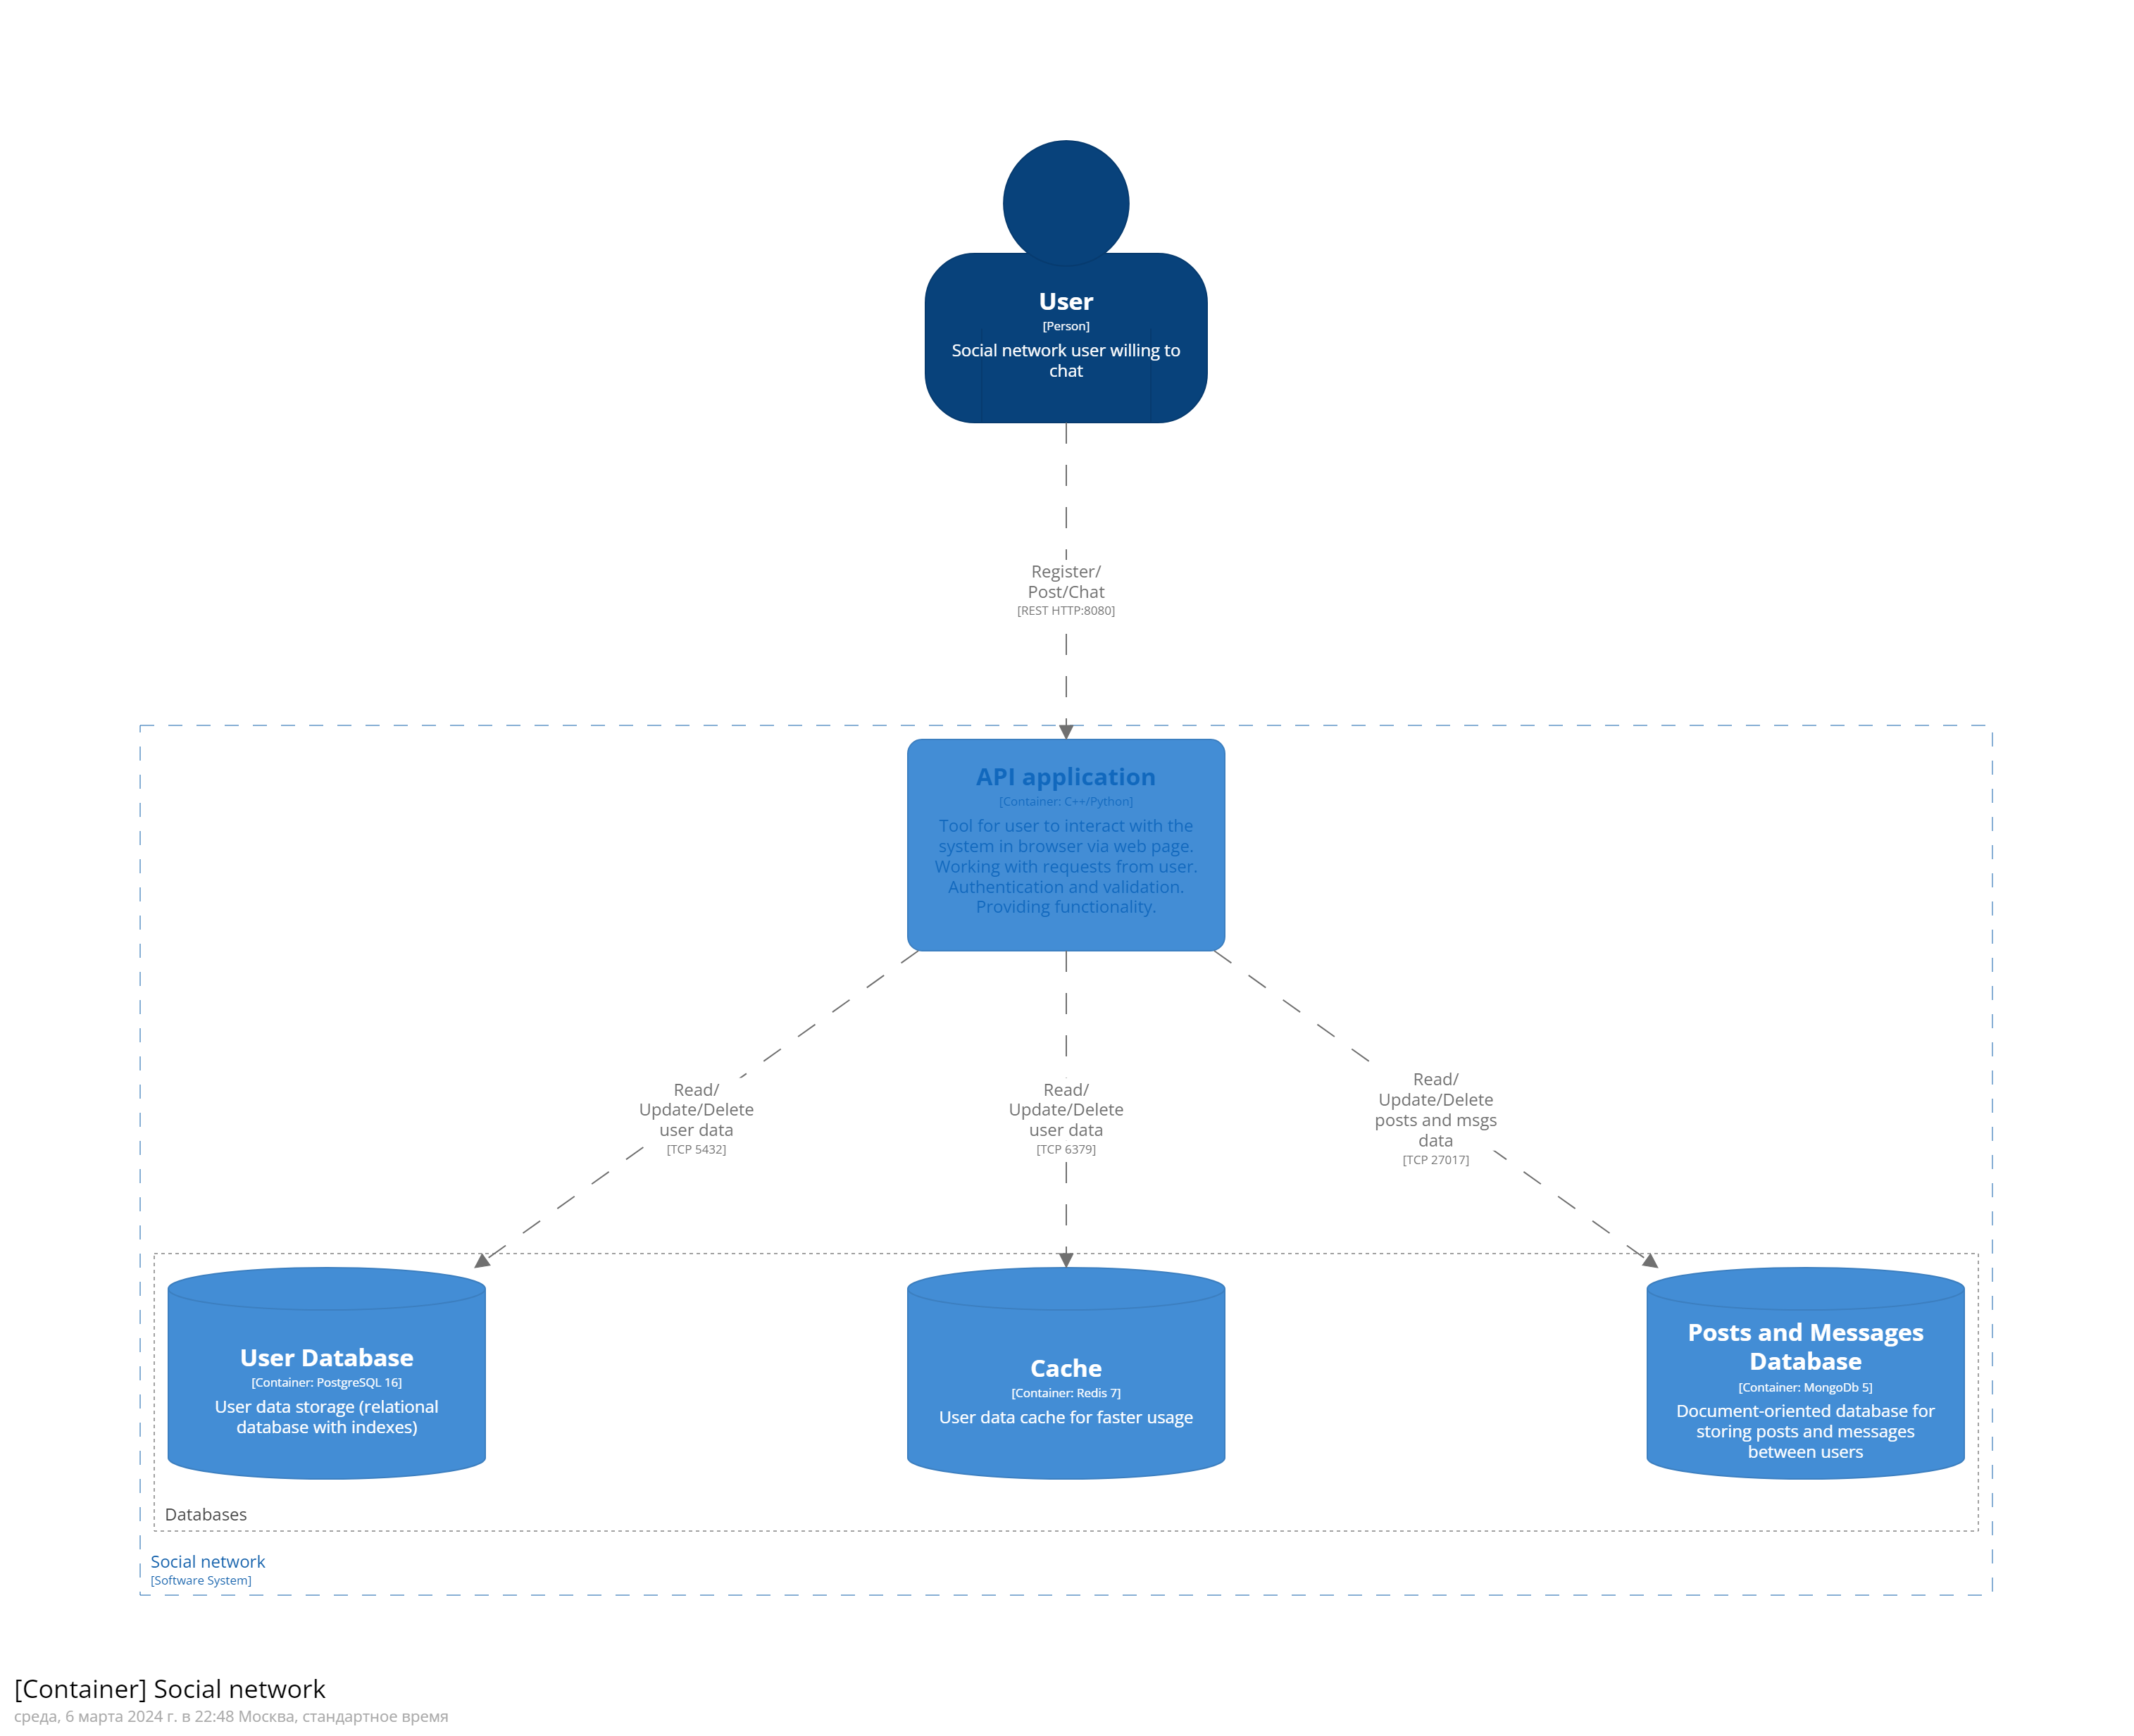 User
[Person]
Social network user willing to
chat
Register/
Post/Chat
[REST HTTP:8080]
API application
[Container: C++/Python]
Tool for user to interact with the
system in browser via web page.
Working with requests from user.
Authentication and validation.
Providing functionality.
Read/
Update/Delete
user data
[TCP 5432]
Read/
Update/Delete
user data
[TCP 6379]
Read/
Update/Delete
posts and msgs
data
[TCP 27017]
User Database
[Container: PostgreSQL 16]
User data storage (relational
database with indexes)
Cache
[Container: Redis 7]
User data cache for faster usage
Posts and Messages
Database
[Container: MongoDb 5]
Document-oriented database for
storing posts and messages
between users
Databases
Social network
[Software System]
[Container] Social network
среда, 6 марта 2024 г. в 22:48 Москва, стандартное время